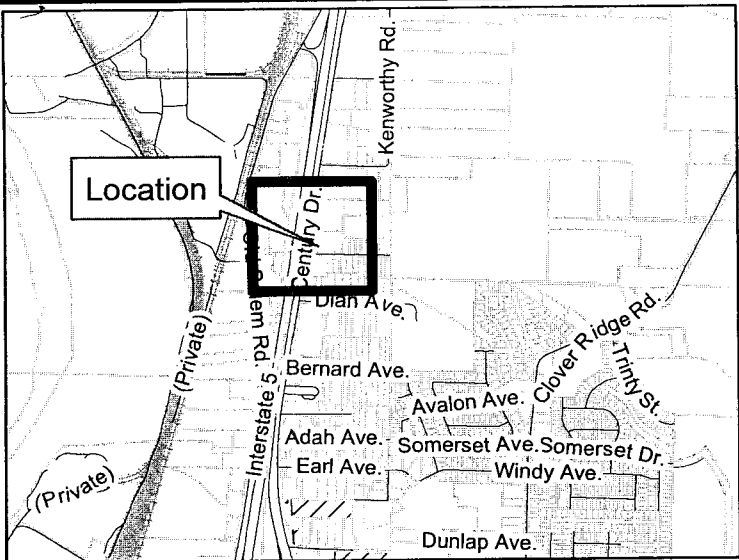 Kenworthy Rd.
Location
Century Dr.
Dian Ave.
Clover Ridge Rd.
Trinty St.
(Private)
Interstate 5
Bernard Ave.
Avalon Ave.
Adah Ave.
Somerset Ave.
Somerset Dr.
Earl Ave.
Windy Ave.
(Private)
Dunlap Ave.